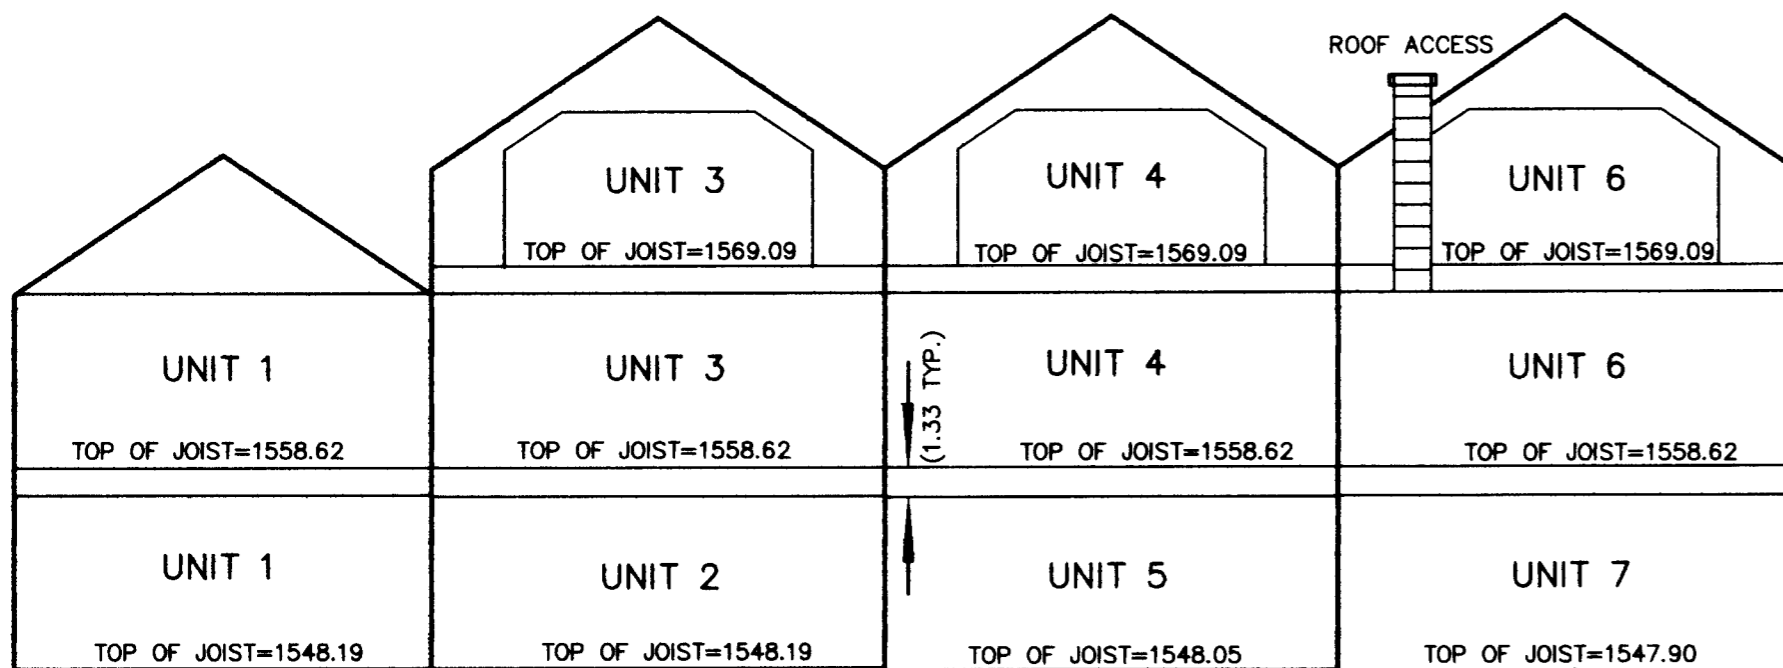 ROOF ACCESS
UNIT 3
UNIT 4
UNIT 6
TOP OF JOIST=1569.09
TOP OF JOIST=1569.09
TOP OF JOIST=1569.09
UNIT 1
UNIT 3
(1.33 TYP.)
UNIT 4
UNIT 6
TOP OF JOIST=1558.62
TOP OF JOIST=1558.62
TOP OF JOIST=1558.62
TOP OF JOIST=1558.62
UNIT 1
UNIT 2
UNIT 5
UNIT 7
TOP OF JOIST=1548.19
TOP OF JOIST=1548.19
TOP OF JOIST=1548.05
TOP OF JOIST=1547.90